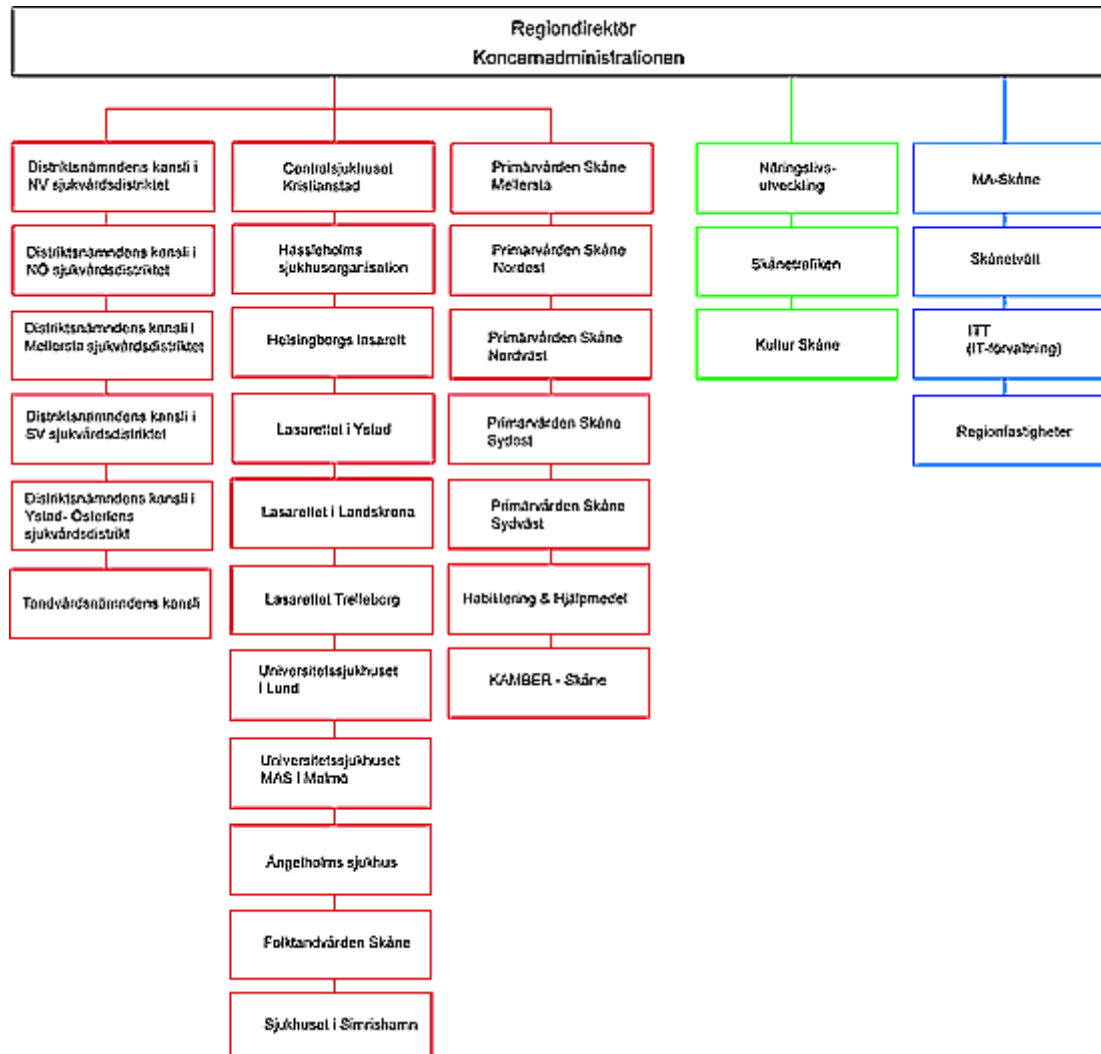 Regiondirektör
Koncernadministrationen
Distriktsnämndens kansli i
NV sjukvårdsdistriktet
Distriktsnämndens kansli i
NÖ sjukvårdsdistriktet
Distriktsnämndens kansli i
Mellersta sjukvårdsdistriktet
Distriktsnämndens kansli i
SV sjukvårdsdistriktet
Distriktsnämndens kansli i
Ystad- Österlens
sjukvårdsdistrikt
Tandvårdsnämndens kansli
Centralsjukhuset
Kristianstad
Hässleholms
sjukhusorganisation
Helsingborgs lasarett
Lasarettet i Ystad
Lasarettet i Landskrona
Lasarettet Trelleborg
Universitetssjukhuset
i Lund
Universitetssjukhuset
MAS i Malmö
Ängelholms sjukhus
Folktandvården Skåne
Sjukhuset i Simrishamn
Primärvården Skåne
Mellersta
Primärvården Skåne
Nordost
Primärvården Skåne
Nordväst
Primärvården Skåne
Sydost
Primärvården Skåne
Sydväst
Habilitering & Hjälpmedel
KAMBER - Skåne
Näringslivs-
utveckling
Skånetrafiken
Kultur Skåne
MA-Skåne
Skånetvätt
ITT
(IT-förvaltning)
Regionfastigheter